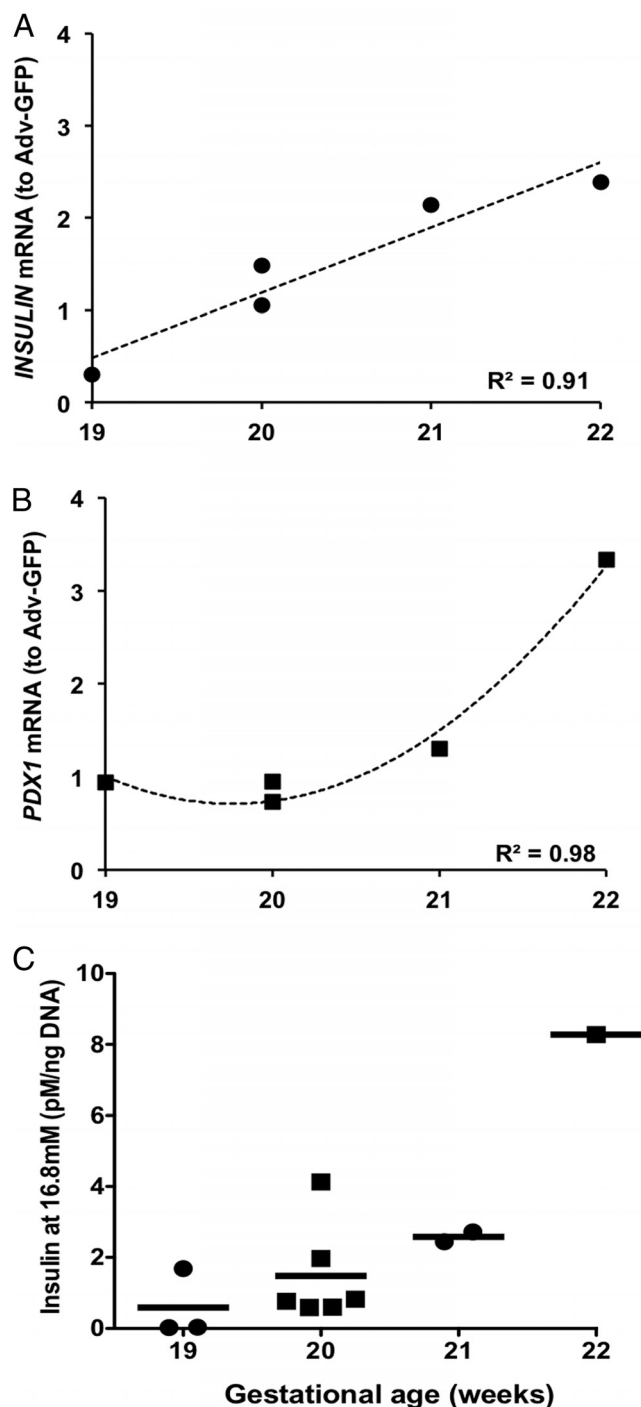 A
INSULIN mRNA (to Adv-GFP)
4
3
2
1
0
R² = 0.91
19 20 21 22
B
PDX1 mRNA (to Adv-GFP)
4
3
2
1
0
R² = 0.98
19 20 21 22
C
Insulin at 16.8mM (pM/ng DNA)
10
8
6
4
2
0
19 20 21 22
Gestational age (weeks)